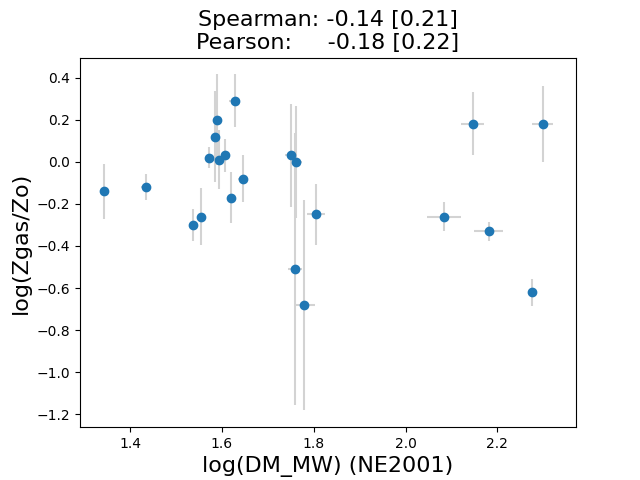 Spearman: -0.14 [0.21]
Pearson: -0.18 [0.22]
log(Zgas/Zo)
0.4
0.2
0.0
−0.2
−0.4
−0.6
−0.8
−1.0
−1.2
1.4 1.6 1.8 2.0 2.2
log(DM_MW) (NE2001)